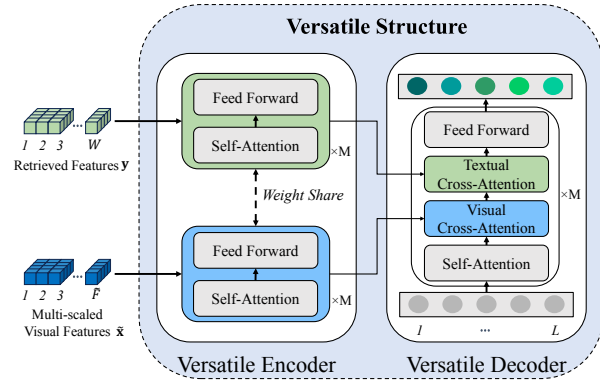 Versatile Structure
Feed Forward
Self-Attention
×M
1 2 3 ... W
Retrieved Features y
Weight Share
Feed Forward
Self-Attention
×M
1 2 3 ... F̃
Multi-scaled
Visual Features x̃
Versatile Encoder
Feed Forward
Textual
Cross-Attention
Visual
Cross-Attention
Self-Attention
×M
1 ... L
Versatile Decoder